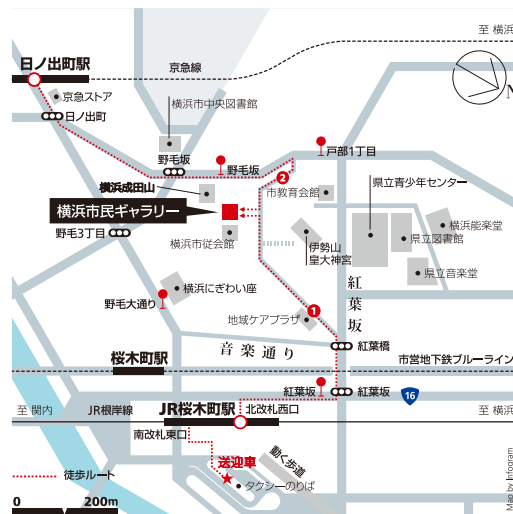 至 横浜
日ノ出町駅
京急線
京急ストア
横浜市中央図書館
N
日ノ出町
戸部1丁目
野毛坂
野毛坂
2
横浜成田山
市教育会館
県立青少年センター
横浜市民ギャラリー
野毛3丁目
横浜市従会館
伊勢山
皇大神宮
横浜能楽堂
県立図書館
県立音楽堂
横浜にぎわい座
紅葉坂
野毛大通り
1
地域ケアプラザ
音楽通り
紅葉橋
桜木町駅
市営地下鉄ブルーライン
紅葉坂
紅葉坂
16
至 関内
JR根岸線
JR桜木町駅
北改札西口
至 横浜
南改札東口
送迎車
動く歩道
タクシーのりば
徒歩ルート
0
200m
Map by Infogram